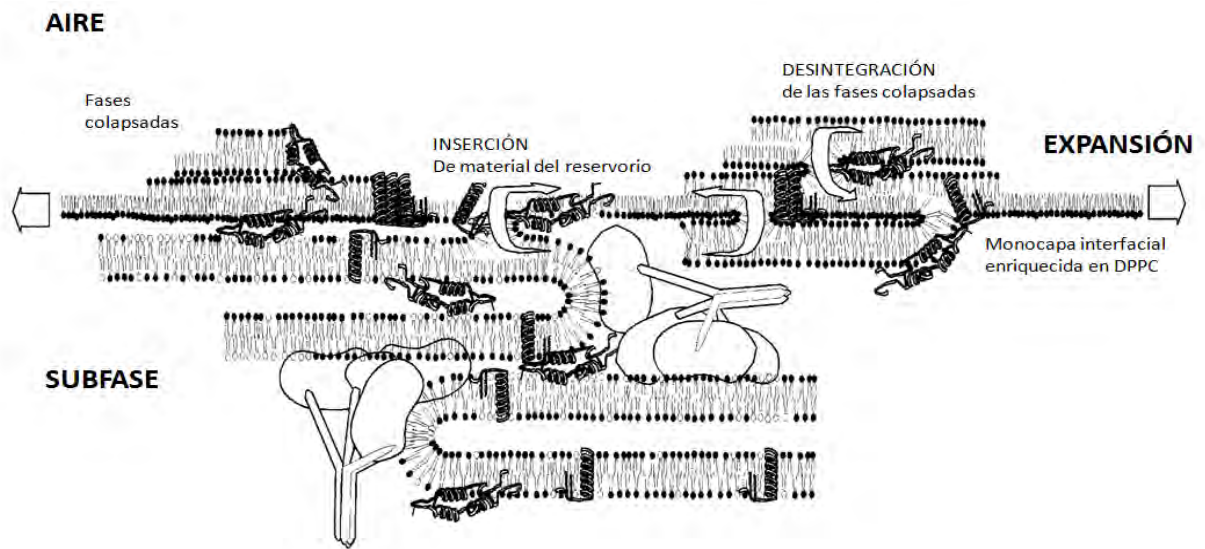 AIRE
Fases
colapsadas
INSERCIÓN
De material del reservorio
DESINTEGRACIÓN
de las fases colapsadas
EXPANSIÓN
Monocapa interfacial
enriquecida en DPPC
SUBFASE